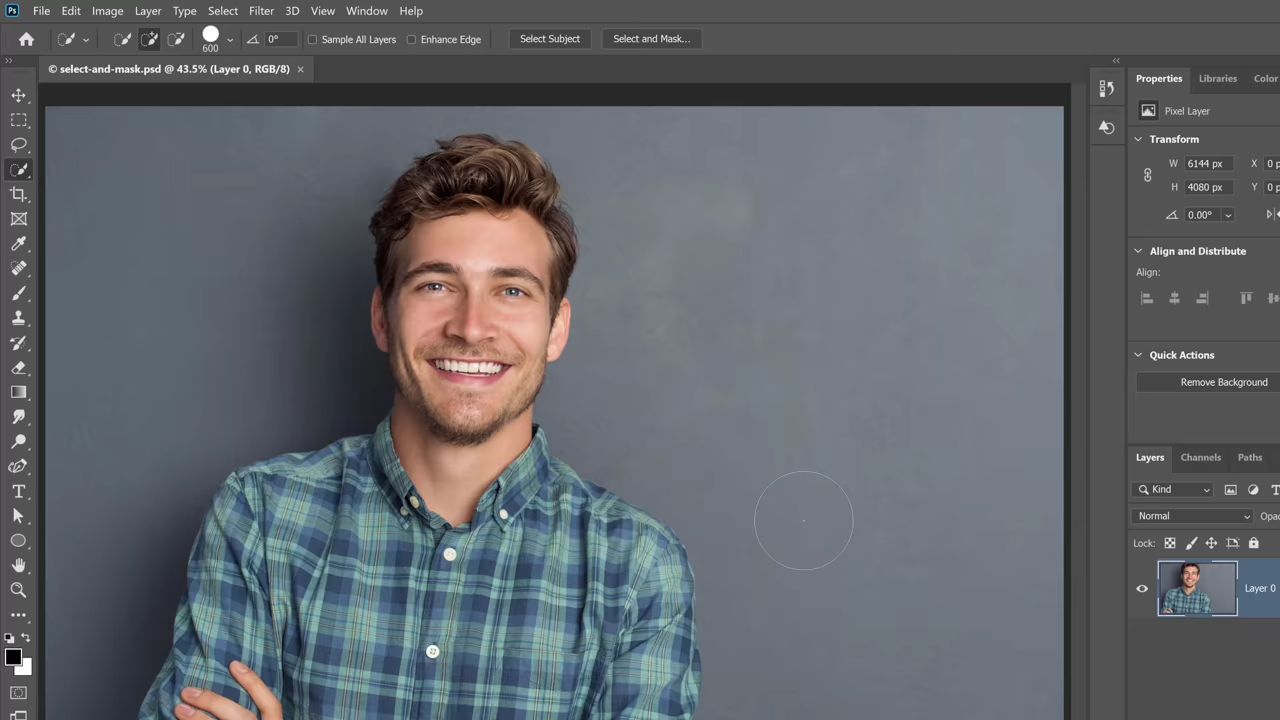 Ps File Edit Image Layer Type Select Filter 3D View Window Help
600 0° Sample All Layers Enhance Edge Select Subject Select and Mask...
© select-and-mask.psd @ 43.5% (Layer 0, RGB/8) ×
Properties Libraries Color
Pixel Layer
Transform
W 6144 px X 0 p
H 4080 px Y 0 p
0.00°
Align and Distribute
Align:
Quick Actions
Remove Background
Layers Channels Paths
Kind
Normal Opac
Lock:
Layer 0